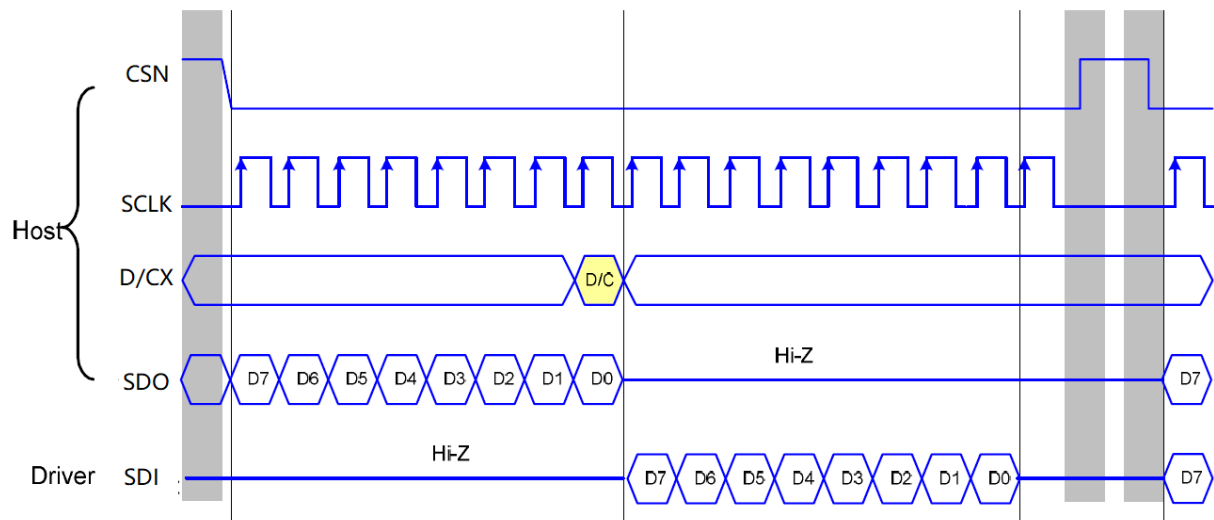 CSN
SCLK
Host
D/CX D/C
Hi-Z
SDO D7 D6 D5 D4 D3 D2 D1 D0 D7
Hi-Z
Driver SDI D7 D6 D5 D4 D3 D2 D1 D0 D7